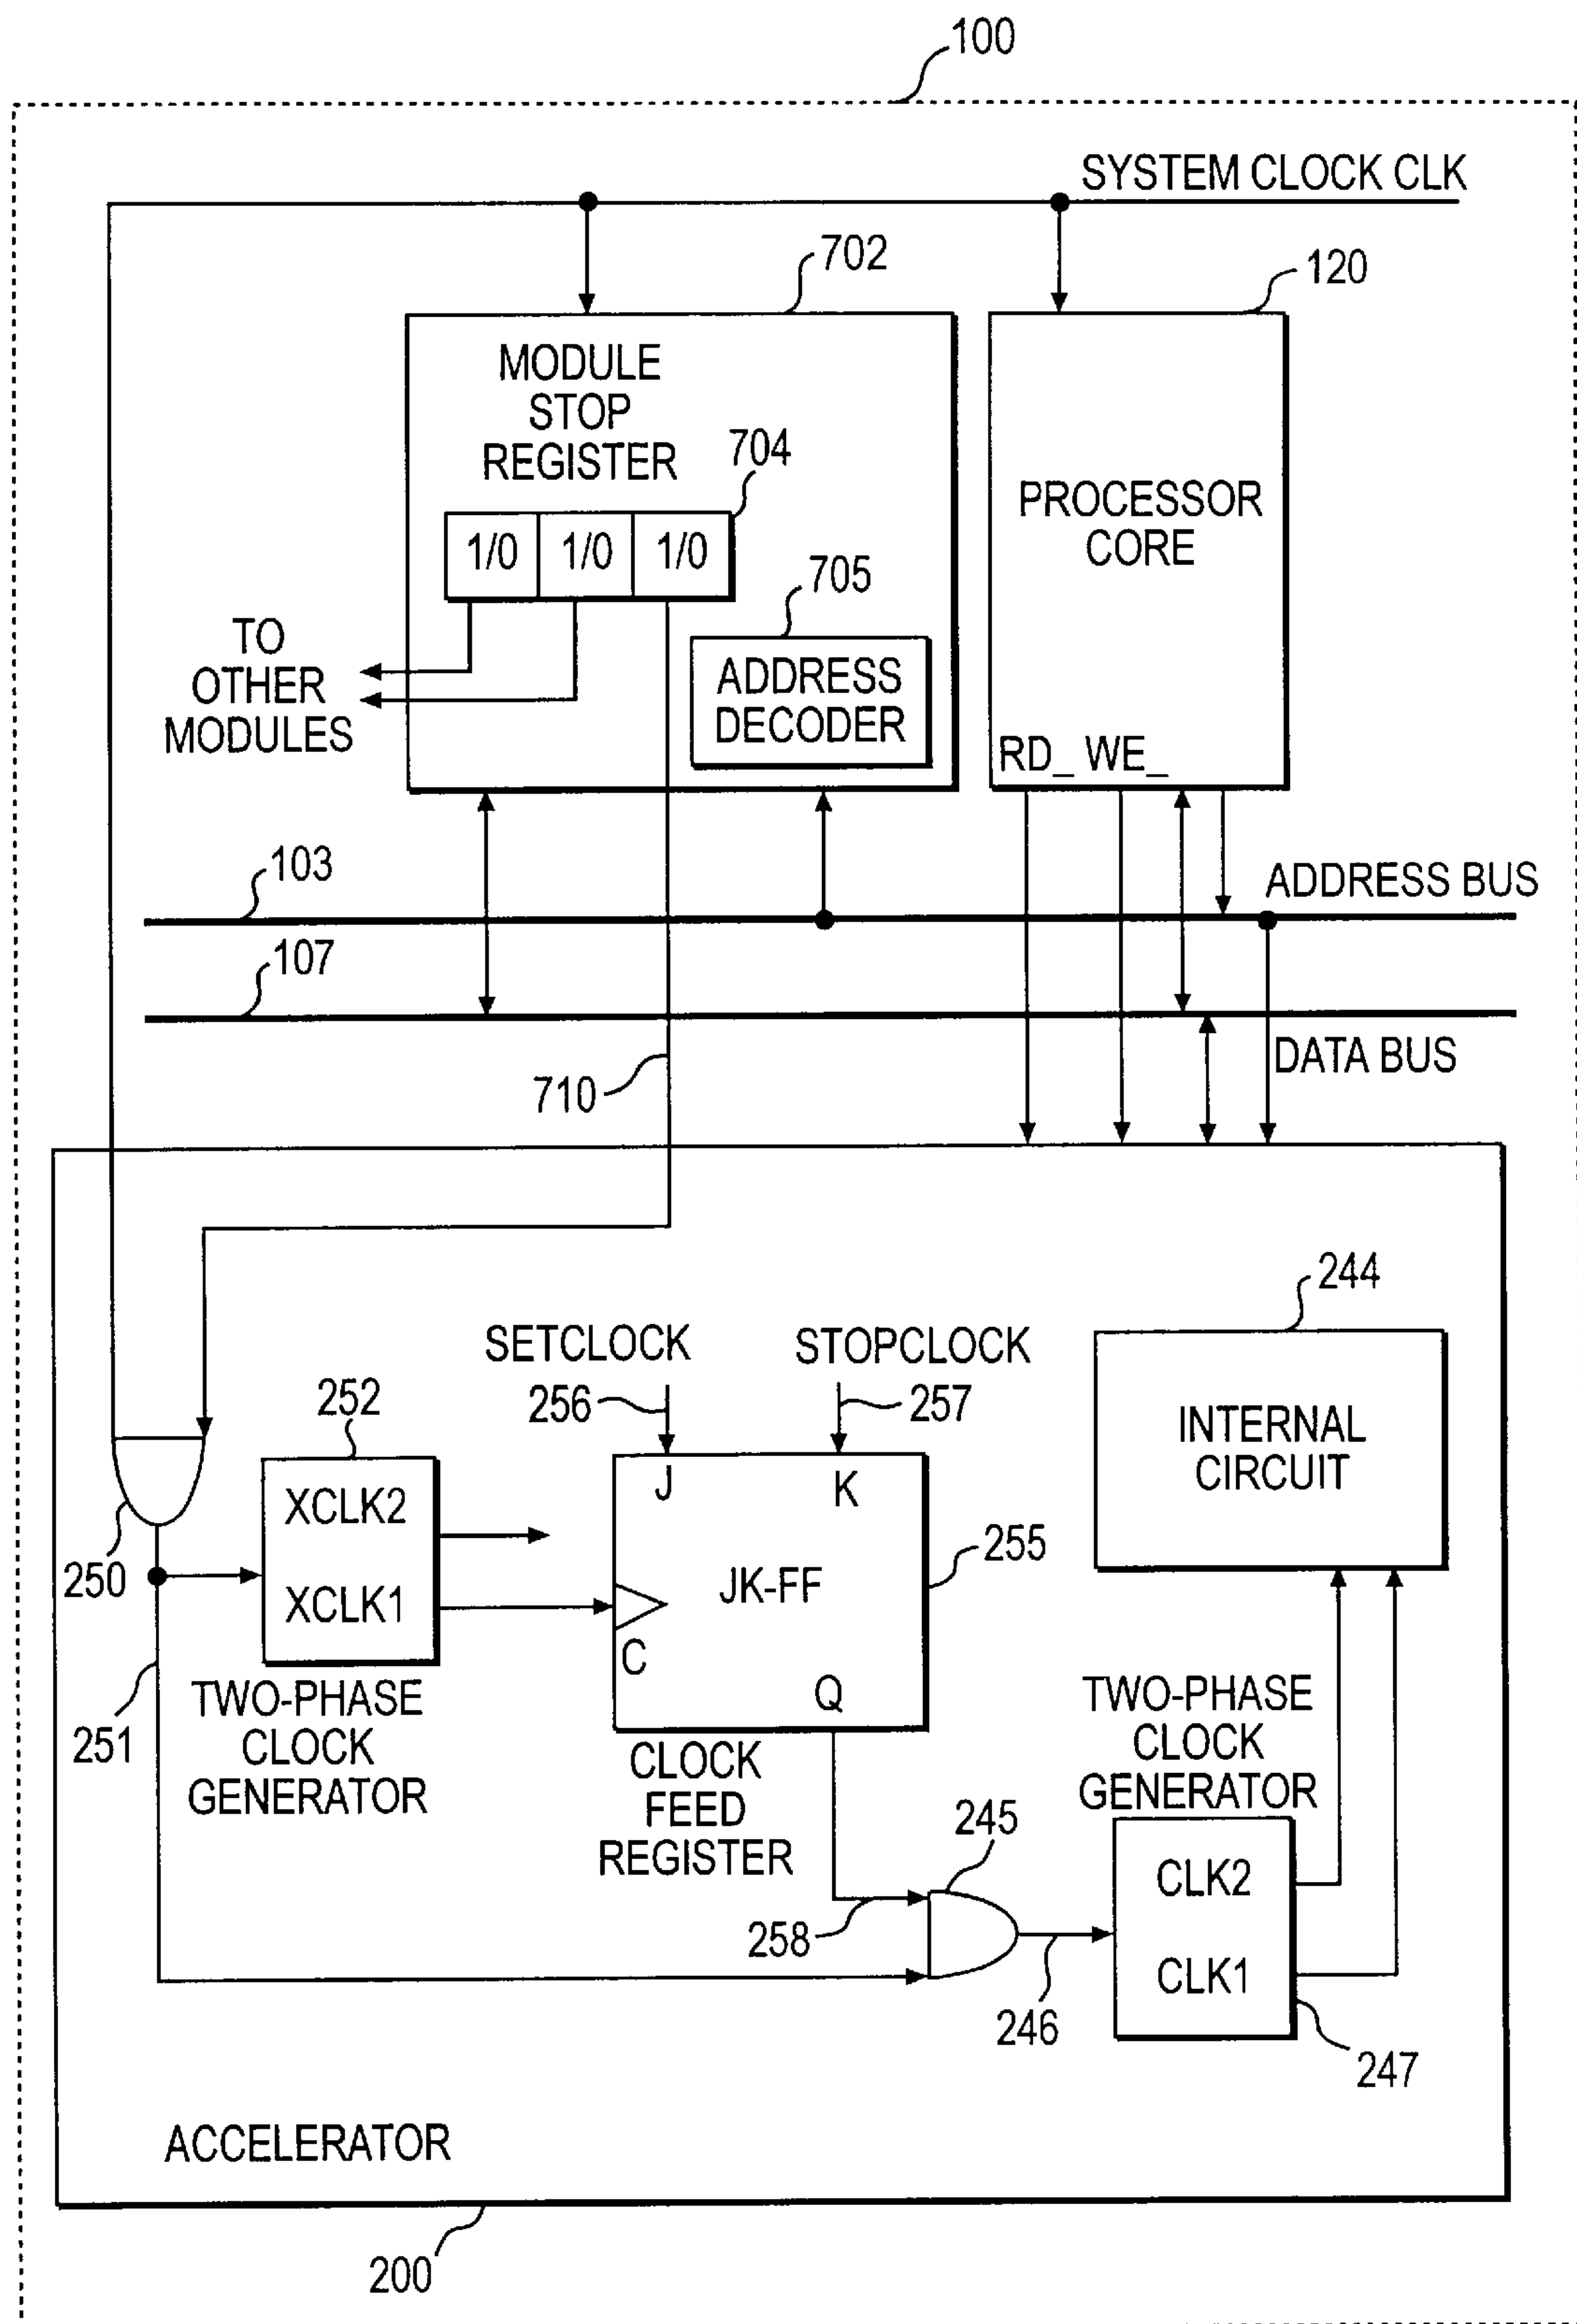 100
SYSTEM CLOCK CLK
702
120
MODULE
STOP
REGISTER
704
1/0 1/0 1/0
705
ADDRESS
DECODER
TO
OTHER
MODULES
PROCESSOR
CORE
RD_ WE_
103
ADDRESS BUS
107
DATA BUS
710
244
SETCLOCK
256
STOPCLOCK
257
INTERNAL
CIRCUIT
252
XCLK2
XCLK1
250
J
K
JK-FF
255
C
Q
251
TWO-PHASE
CLOCK
GENERATOR
CLOCK
FEED
REGISTER
TWO-PHASE
CLOCK
GENERATOR
245
258
246
CLK2
CLK1
247
ACCELERATOR
200